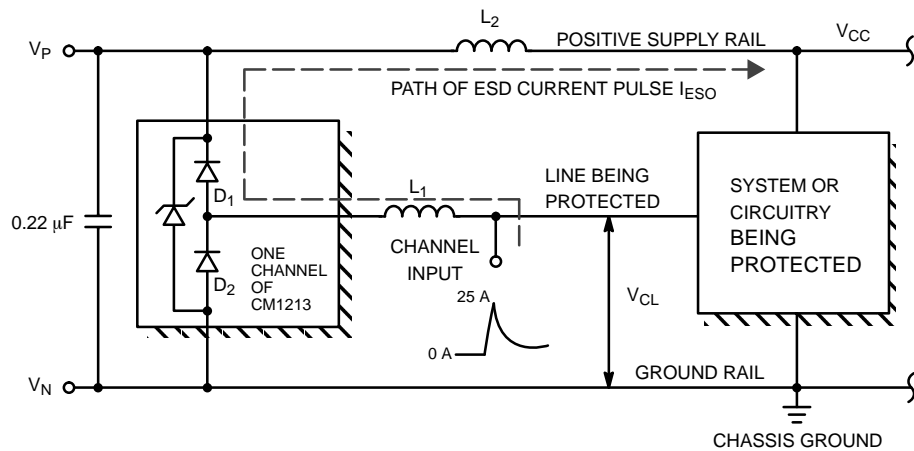 L2
VP
POSITIVE SUPPLY RAIL
VCC
PATH OF ESD CURRENT PULSE IESO
D1
L1
LINE BEING
PROTECTED
SYSTEM OR
CIRCUITRY
BEING
PROTECTED
0.22 μF
D2
ONE
CHANNEL
OF
CM1213
CHANNEL
INPUT
25 A
0 A
VCL
VN
GROUND RAIL
CHASSIS GROUND